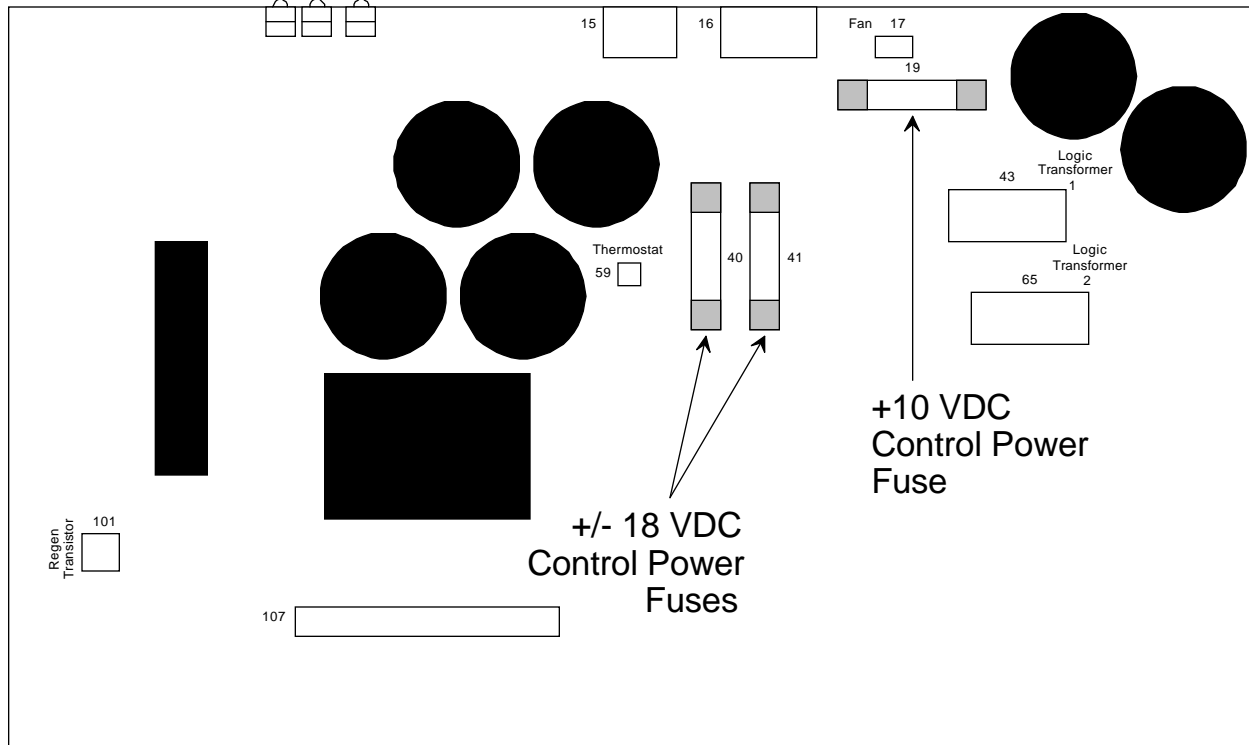 15
16
Fan 17
19
Logic
Transformer
1
43
Logic
Transformer
2
65
Thermostat
59
40
41
+10 VDC
Control Power
Fuse
+/- 18 VDC
Control Power
Fuses
Regen
Transistor
101
107